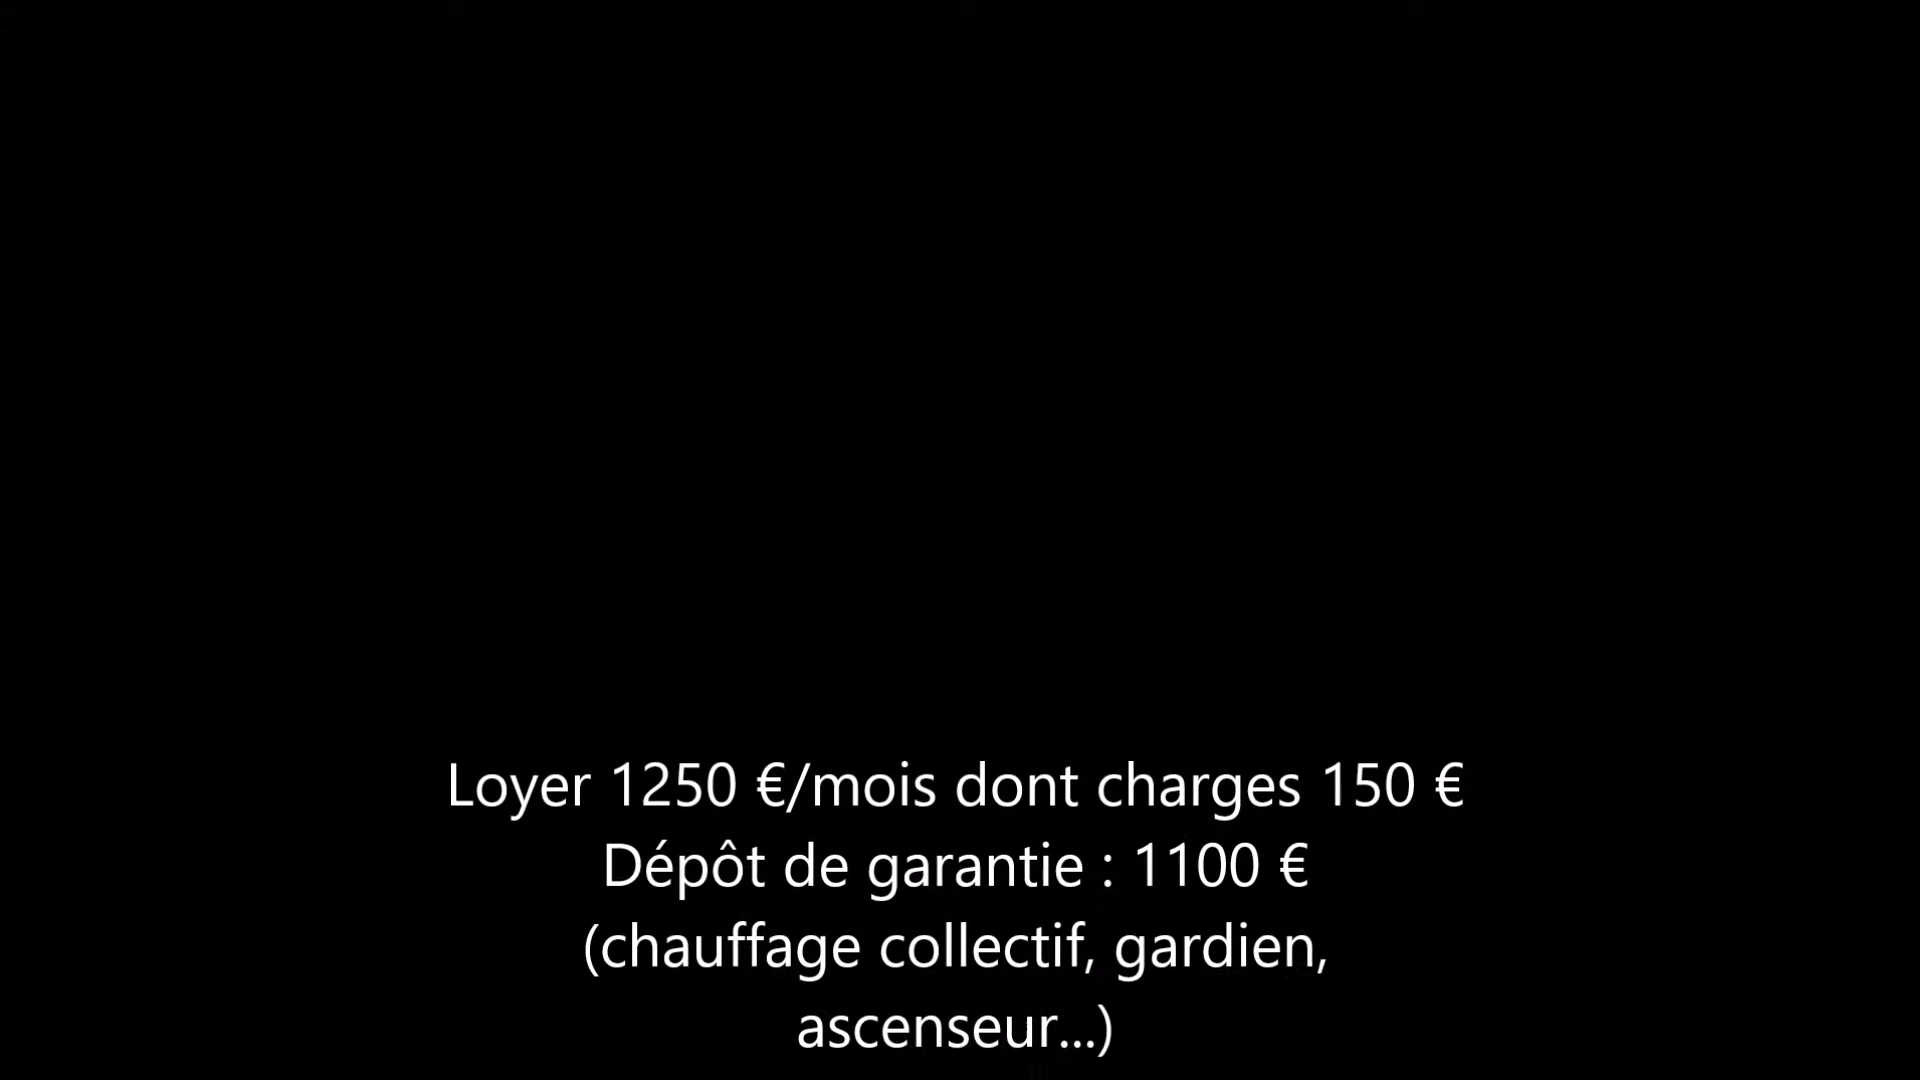 Loyer 1250 €/mois dont charges 150 €
Dépôt de garantie : 1100 €
(chauffage collectif, gardien,
ascenseur...)